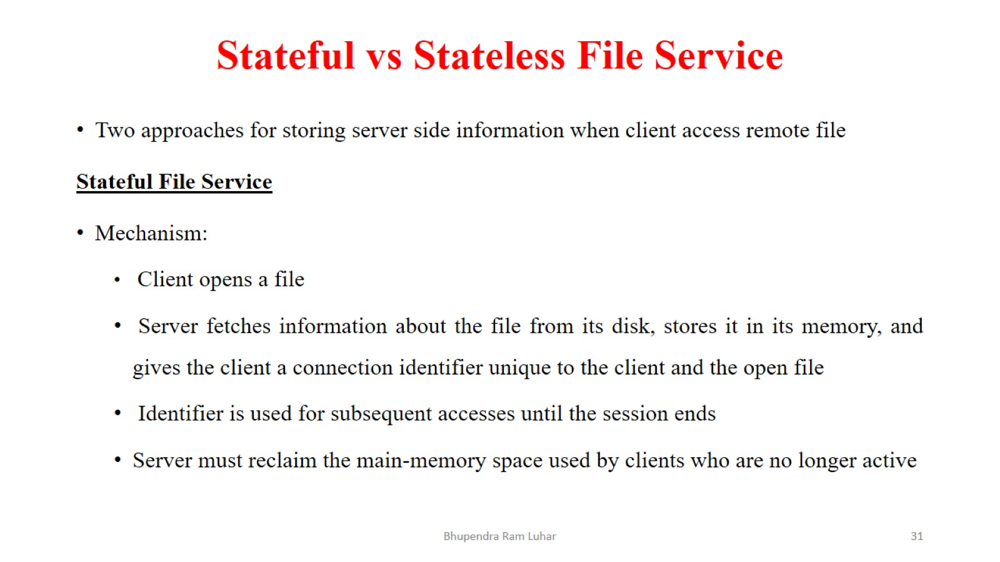 Stateful vs Stateless File Service
• Two approaches for storing server side information when client access remote file
Stateful File Service
• Mechanism:
• Client opens a file
• Server fetches information about the file from its disk, stores it in its memory, and
gives the client a connection identifier unique to the client and the open file
• Identifier is used for subsequent accesses until the session ends
• Server must reclaim the main-memory space used by clients who are no longer active
Bhupendra Ram Luhar
31